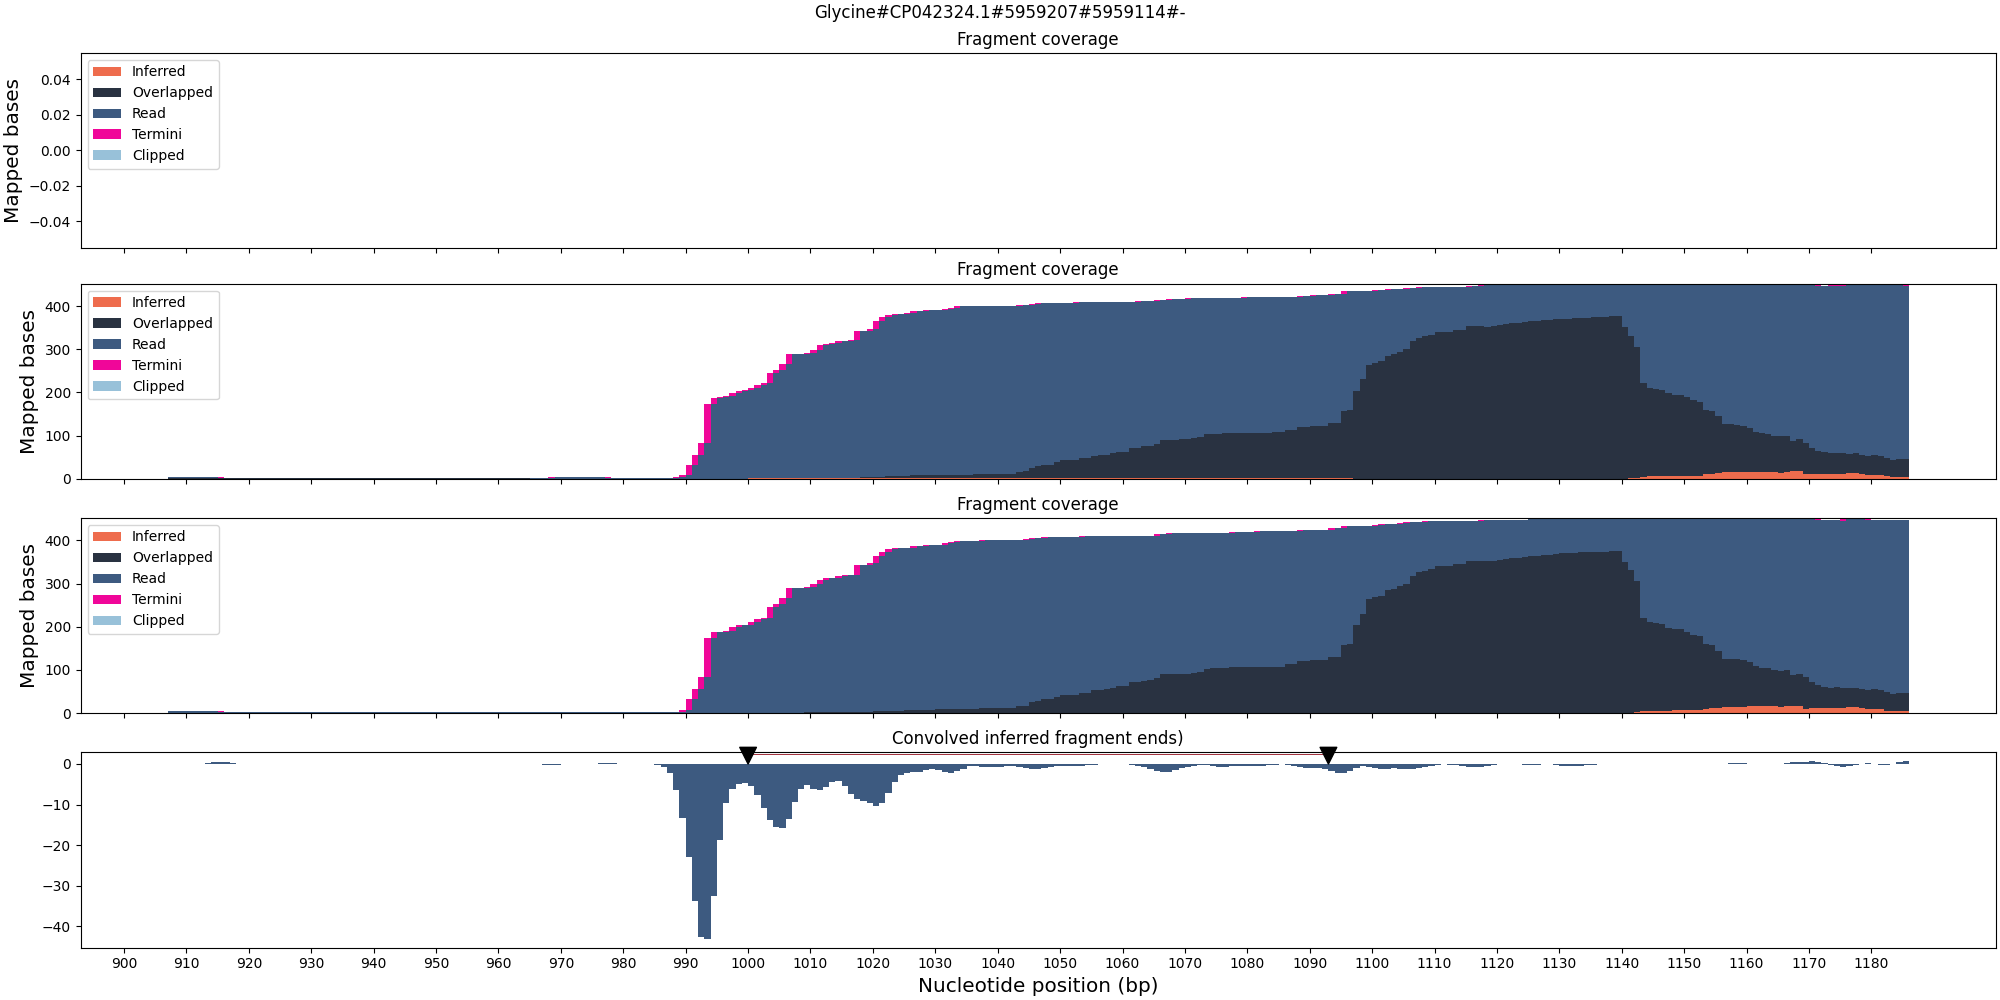 Glycine#CP042324.1#5959207#5959114#-
Fragment coverage
Mapped bases
0.04
0.02
0.00
−0.02
−0.04
Inferred
Overlapped
Read
Termini
Clipped
Fragment coverage
Mapped bases
400
300
200
100
0
Inferred
Overlapped
Read
Termini
Clipped
Fragment coverage
Mapped bases
400
300
200
100
0
Inferred
Overlapped
Read
Termini
Clipped
Convolved inferred fragment ends)
0
−10
−20
−30
−40
900 910 920 930 940 950 960 970 980 990 1000 1010 1020 1030 1040 1050 1060 1070 1080 1090 1100 1110 1120 1130 1140 1150 1160 1170 1180
Nucleotide position (bp)